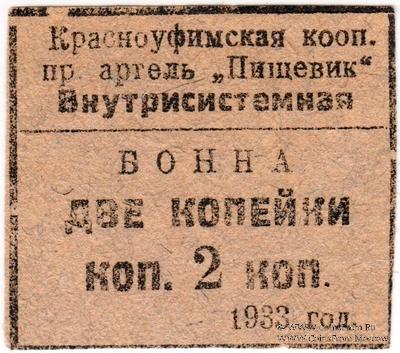 Красноуфимская кооп.
пр. артель „Пищевик“
Внутрисистемная
БОННА
ДВЕ КОПЕЙКИ
КОП. 2 КОП.
1933 год.